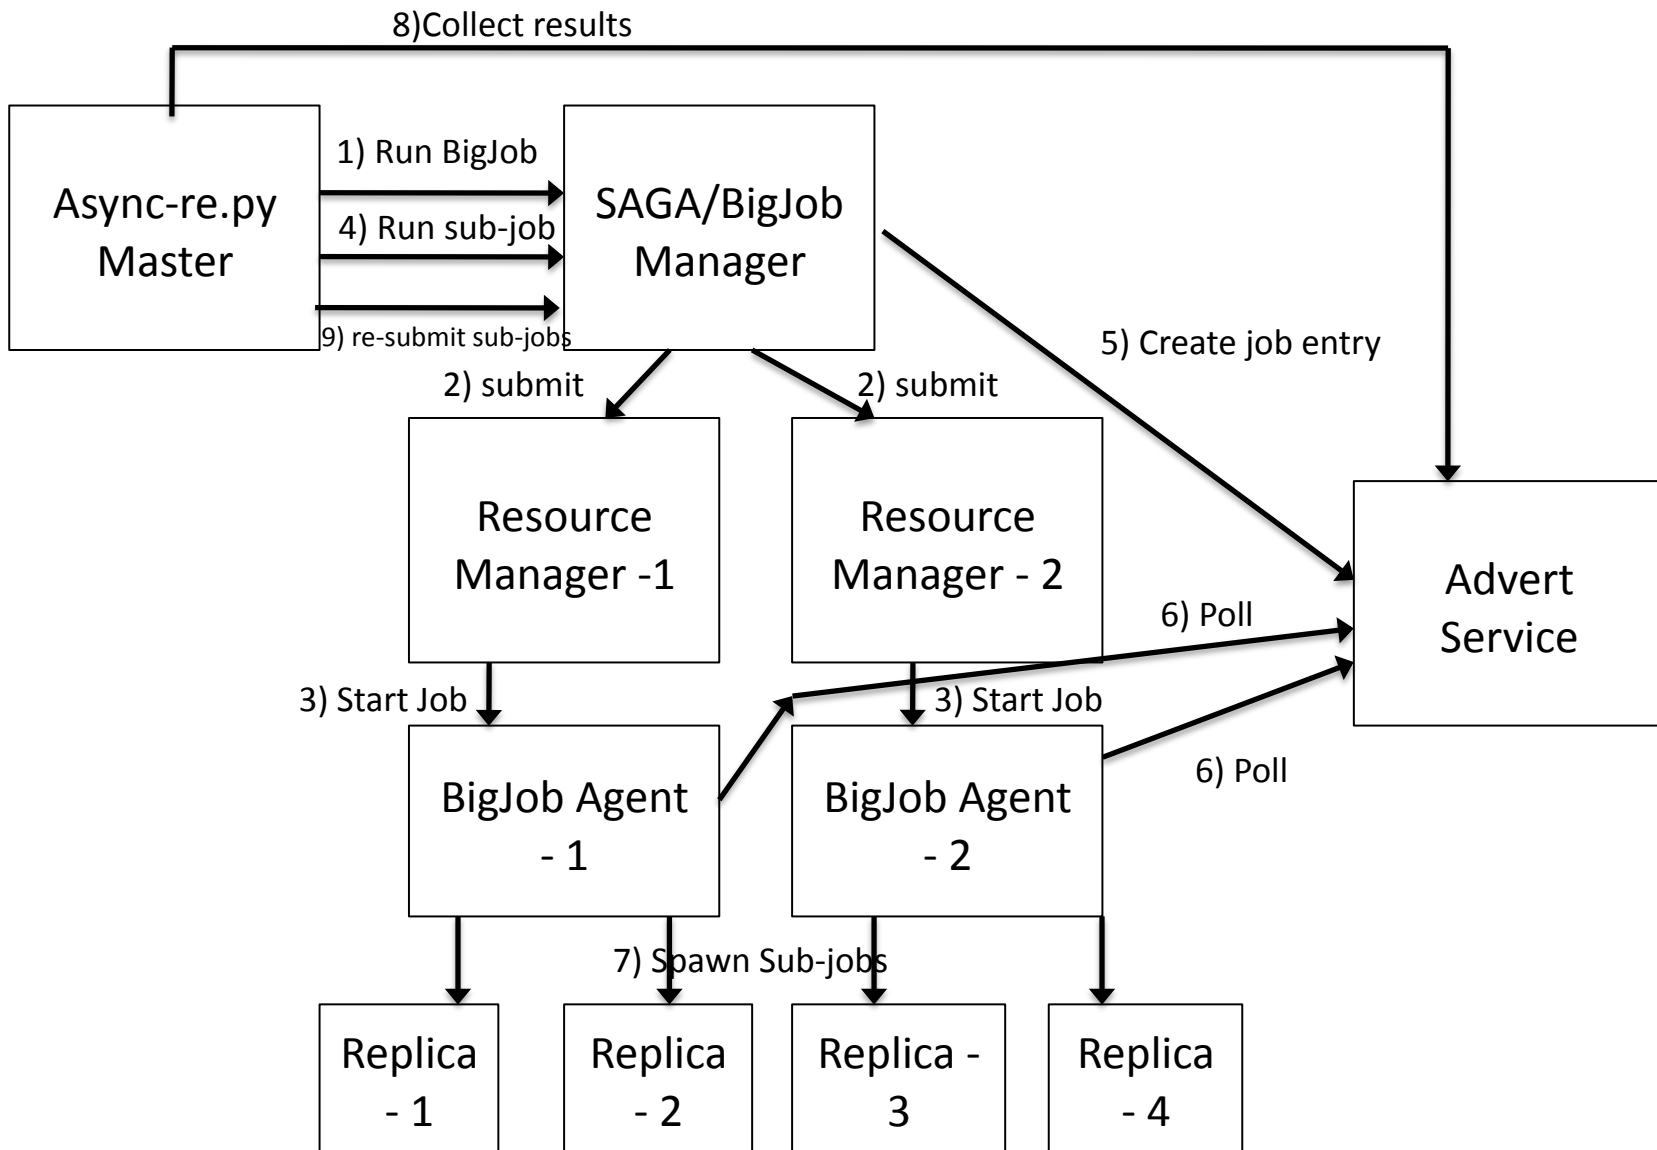 8)Collect results
1) Run BigJob
Async-re.py
Master
4) Run sub-job
SAGA/BigJob
Manager
9) re-submit sub-jobs
5) Create job entry
2) submit
2) submit
Resource
Manager -1
Resource
Manager - 2
Advert
Service
6) Poll
3) Start Job
3) Start Job
6) Poll
BigJob Agent
- 1
BigJob Agent
- 2
7) Spawn Sub-jobs
Replica
- 1
Replica
- 2
Replica -
3
Replica
- 4